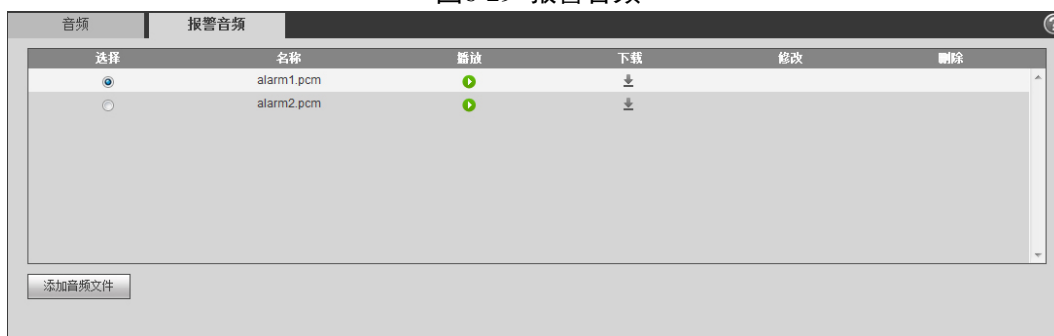 音频 报警音频
选择 名称 播放 下载 修改 删除
alarm1.pcm
alarm2.pcm
添加音频文件